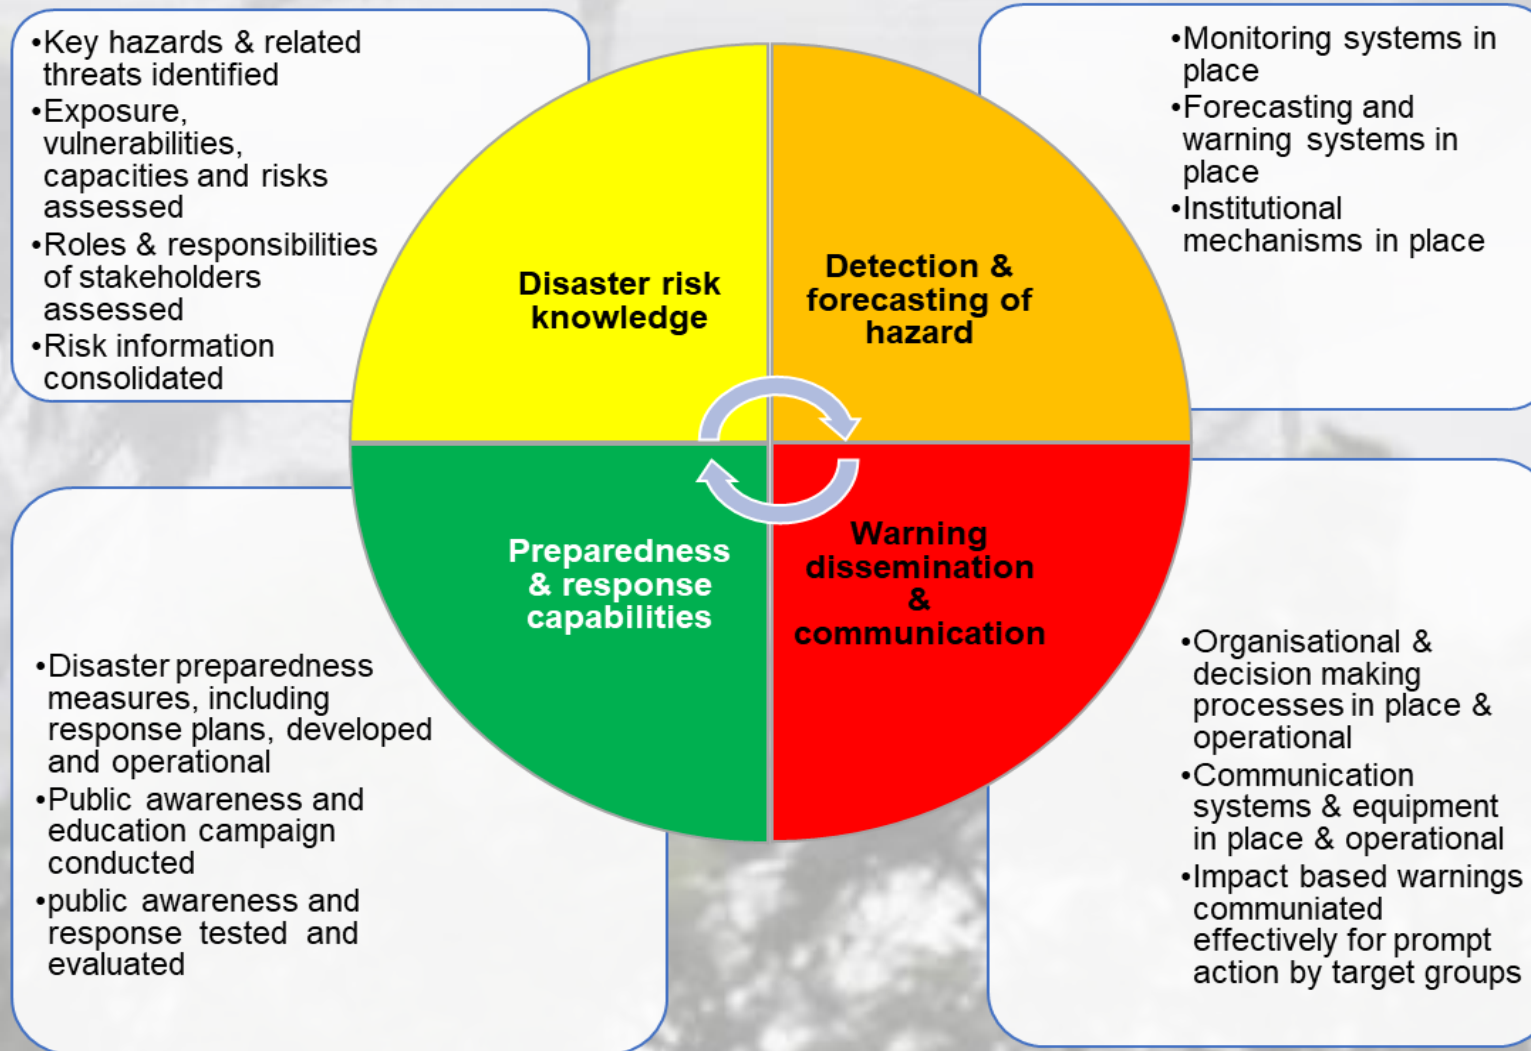 •Key hazards & related
threats identified
•Exposure,
vulnerabilities,
capacities and risks
assessed
•Roles & responsibilities
of stakeholders
assessed
•Risk information
consolidated
Disaster risk
knowledge
Detection &
forecasting of
hazard
•Monitoring systems in
place
•Forecasting and
warning systems in
place
•Institutional
mechanisms in place
•Disaster preparedness
measures, including
response plans, developed
and operational
•Public awareness and
education campaign
conducted
•public awareness and
response tested and
evaluated
Preparedness
& response
capabilities
Warning
dissemination
&
communication
•Organisational &
decision making
processes in place &
operational
•Communication
systems & equipment
in place & operational
•Impact based warnings
communiated
effectively for prompt
action by target groups